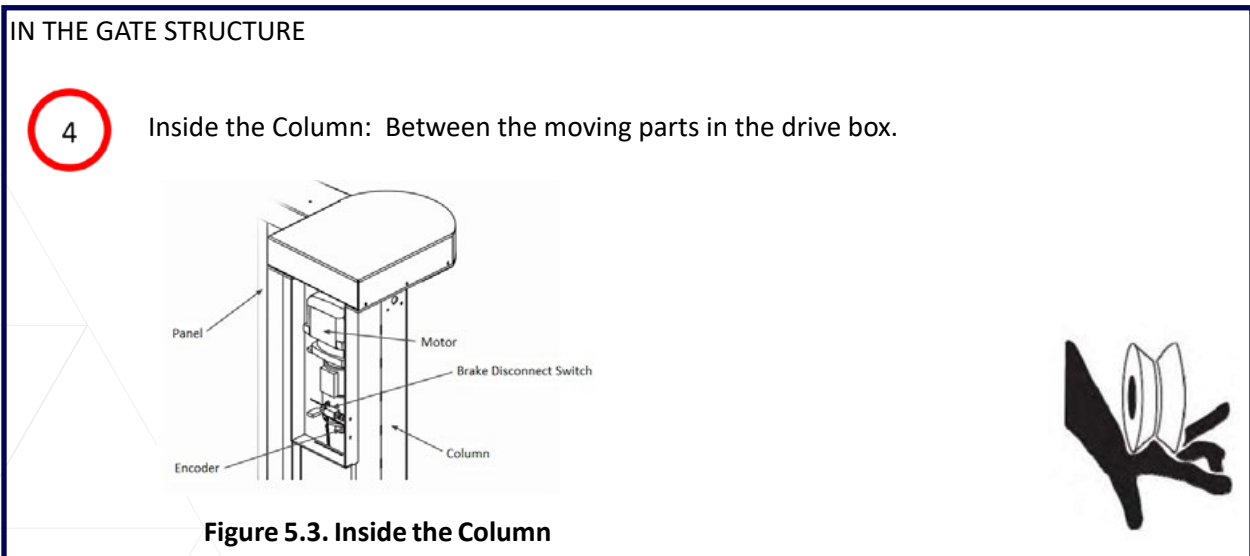 IN THE GATE STRUCTURE
4
Inside the Column: Between the moving parts in the drive box.
Panel
Motor
Brake Disconnect Switch
Column
Encoder
Figure 5.3. Inside the Column